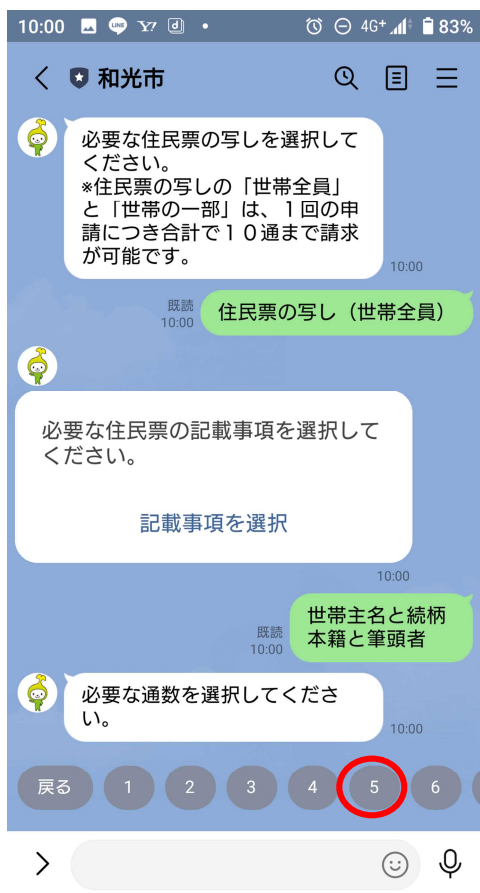 10:00 LINE Y? d 4G+ 83%
和光市
必要な住民票の写しを選択して
ください。
※住民票の写しの「世帯全員」
と「世帯の一部」は、１回の申
請につき合計で１０通まで請求
が可能です。
10:00
既読
10:00
住民票の写し（世帯全員）
必要な住民票の記載事項を選択して
ください。
記載事項を選択
10:00
既読
10:00
世帯主名と続柄
本籍と筆頭者
必要な通数を選択してくださ
い。
10:00
戻る 1 2 3 4 5 6